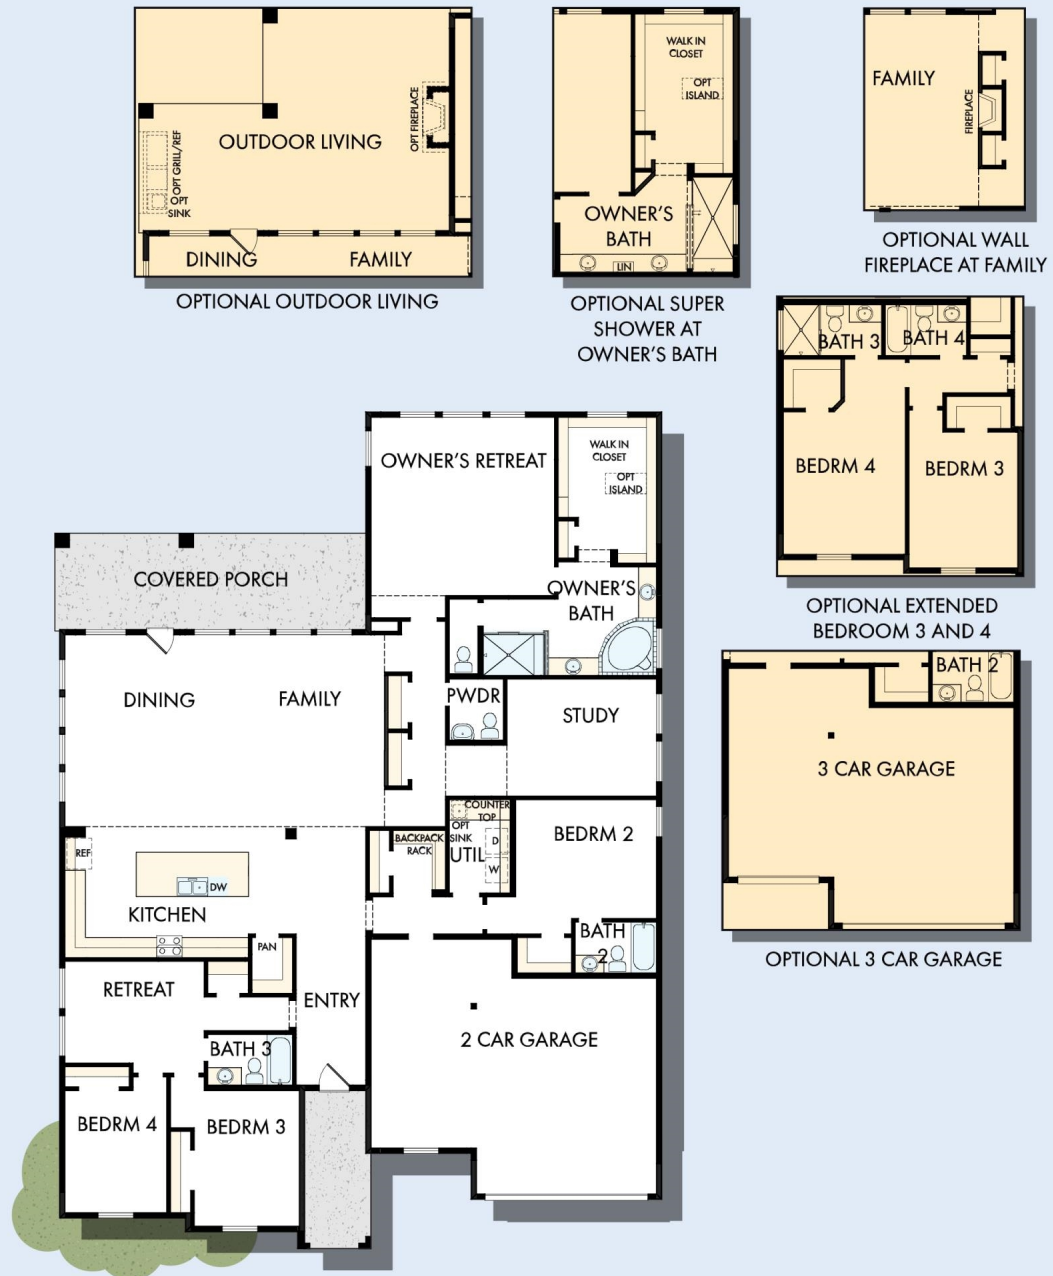 OUTDOOR LIVING
OPT FIREPLACE
OPT GRILL/REF
OPT
SINK
DINING
FAMILY
OPTIONAL OUTDOOR LIVING
WALK IN
CLOSET
OPT
ISLAND
OWNER'S
BATH
LIN
OPTIONAL SUPER
SHOWER AT
OWNER'S BATH
FAMILY
FIREPLACE
OPTIONAL WALL
FIREPLACE AT FAMILY
BATH 3
BATH 4
BEDRM 4
BEDRM 3
OPTIONAL EXTENDED
BEDROOM 3 AND 4
BATH 2
3 CAR GARAGE
OPTIONAL 3 CAR GARAGE
OWNER'S RETREAT
WALK IN
CLOSET
OPT
ISLAND
COVERED PORCH
OWNER'S
BATH
DINING
FAMILY
PWDR
STUDY
COUNTER
TOP
OPT
SINK
D
W
UTIL
BACKPACK
RACK
BEDRM 2
REF
DW
KITCHEN
PAN
BATH
2
RETREAT
ENTRY
BATH 3
2 CAR GARAGE
BEDRM 4
BEDRM 3